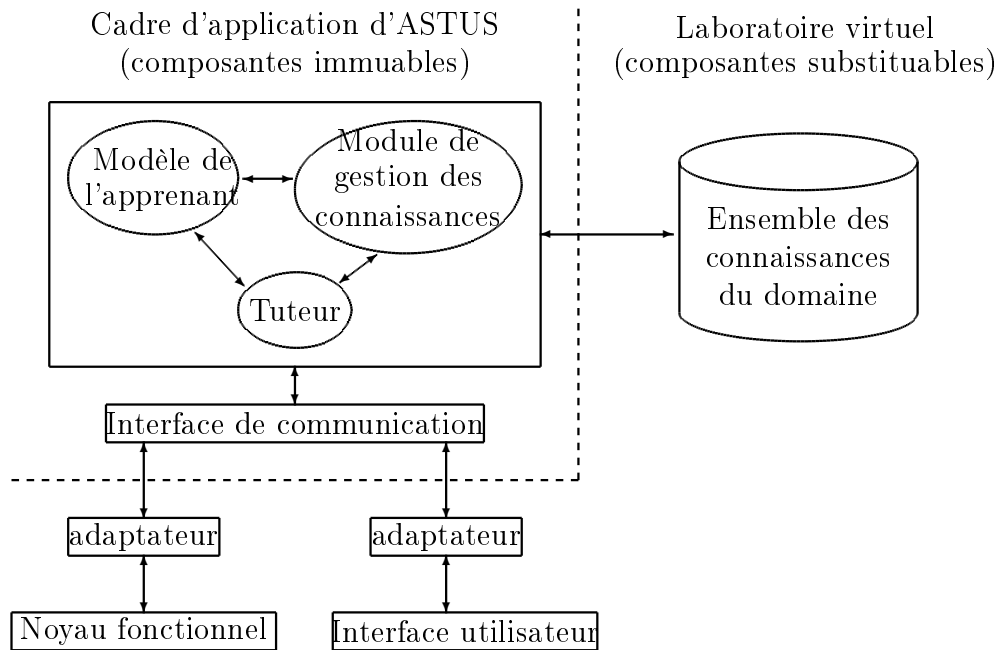 Cadre d'application d'ASTUS
(composantes immuables)
Laboratoire virtuel
(composantes substituables)
Modèle de
l'apprenant
Module de
gestion des
connaissances
Tuteur
Ensemble des
connaissances
du domaine
Interface de communication
adaptateur
adaptateur
Noyau fonctionnel
Interface utilisateur